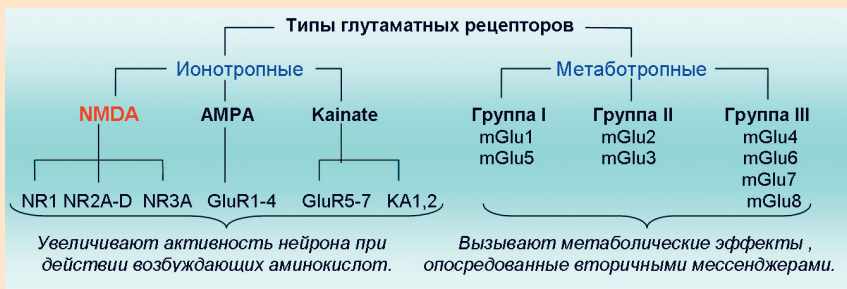 Типы глутаматных рецепторов
Ионотропные
Метаботропные
NMDA AMPA Kainate
Группа I Группа II Группа III
mGlu1 mGlu2 mGlu4
mGlu5 mGlu3 mGlu6
mGlu7
mGlu8
NR1 NR2A-D NR3A GluR1-4 GluR5-7 KA1,2
Увеличивают активность нейрона при
действии возбуждающих аминокислот.
Вызывают метаболические эффекты ,
опосредованные вторичными мессенджерами.